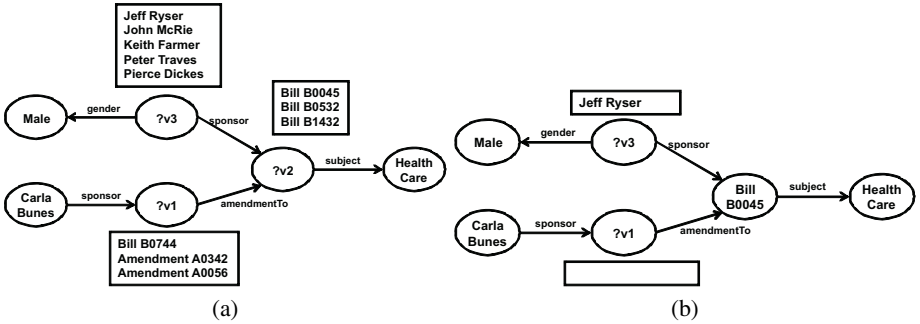 Jeff Ryser
John McRie
Keith Farmer
Peter Traves
Pierce Dickes
Bill B0045
Bill B0532
Bill B1432
Male
gender
?v3
sponsor
?v2
subject
Health
Care
Carla
Bunes
sponsor
?v1
amendmentTo
Bill B0744
Amendment A0342
Amendment A0056
(a)
Jeff Ryser
Male
gender
?v3
sponsor
Bill
B0045
subject
Health
Care
Carla
Bunes
sponsor
?v1
amendmentTo
(b)